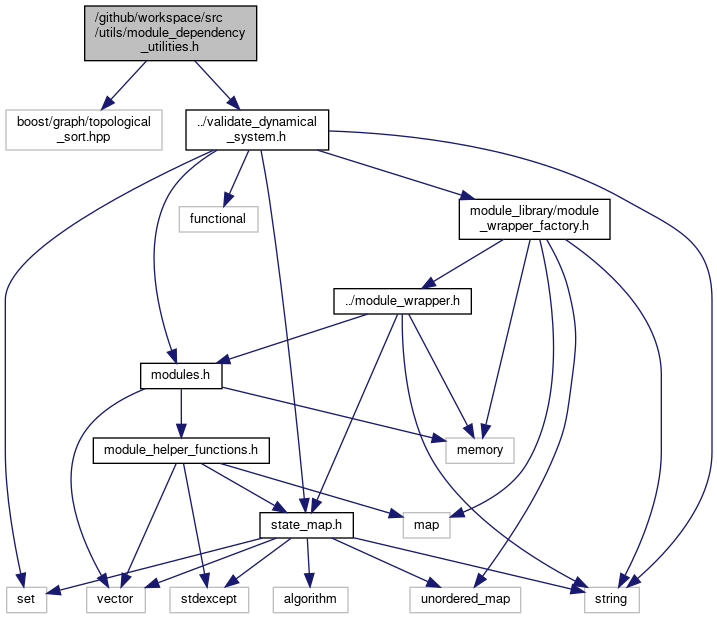 /github/workspace/src
/utils/module_dependency
_utilities.h
boost/graph/topological
_sort.hpp
../validate_dynamical
_system.h
functional
module_library/module
_wrapper_factory.h
../module_wrapper.h
modules.h
module_helper_functions.h
memory
state_map.h
map
set
vector
stdexcept
algorithm
unordered_map
string